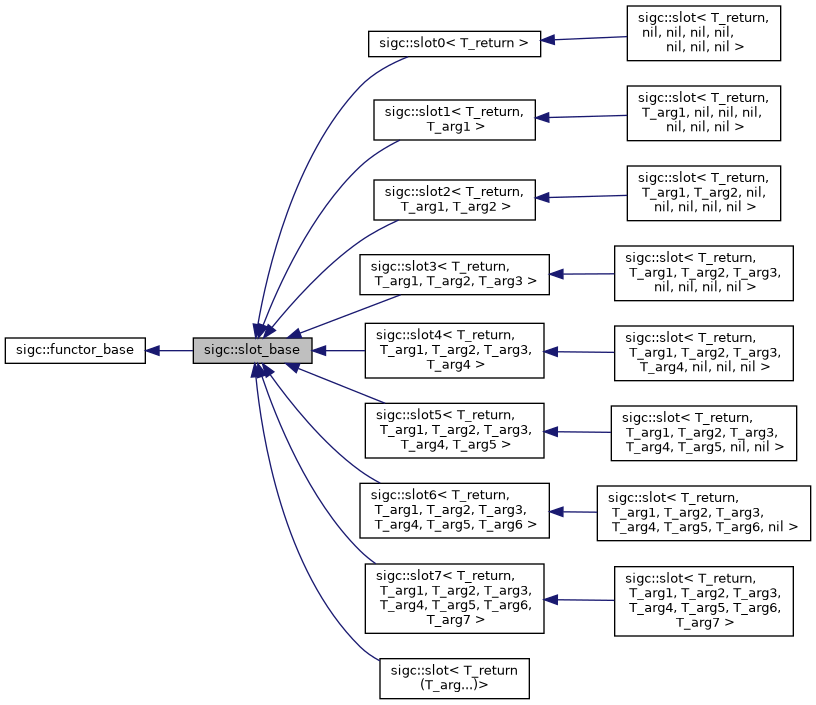 sigc::functor_base
sigc::slot_base
sigc::slot0< T_return >
sigc::slot< T_return,
nil, nil, nil, nil,
nil, nil, nil >
sigc::slot1< T_return,
T_arg1 >
sigc::slot< T_return,
T_arg1, nil, nil, nil,
nil, nil, nil >
sigc::slot2< T_return,
T_arg1, T_arg2 >
sigc::slot< T_return,
T_arg1, T_arg2, nil,
nil, nil, nil, nil >
sigc::slot3< T_return,
T_arg1, T_arg2, T_arg3 >
sigc::slot< T_return,
T_arg1, T_arg2, T_arg3,
nil, nil, nil, nil >
sigc::slot4< T_return,
T_arg1, T_arg2, T_arg3,
T_arg4 >
sigc::slot< T_return,
T_arg1, T_arg2, T_arg3,
T_arg4, nil, nil, nil >
sigc::slot5< T_return,
T_arg1, T_arg2, T_arg3,
T_arg4, T_arg5 >
sigc::slot< T_return,
T_arg1, T_arg2, T_arg3,
T_arg4, T_arg5, nil, nil >
sigc::slot6< T_return,
T_arg1, T_arg2, T_arg3,
T_arg4, T_arg5, T_arg6 >
sigc::slot< T_return,
T_arg1, T_arg2, T_arg3,
T_arg4, T_arg5, T_arg6, nil >
sigc::slot7< T_return,
T_arg1, T_arg2, T_arg3,
T_arg4, T_arg5, T_arg6,
T_arg7 >
sigc::slot< T_return,
T_arg1, T_arg2, T_arg3,
T_arg4, T_arg5, T_arg6,
T_arg7 >
sigc::slot< T_return
(T_arg...)>